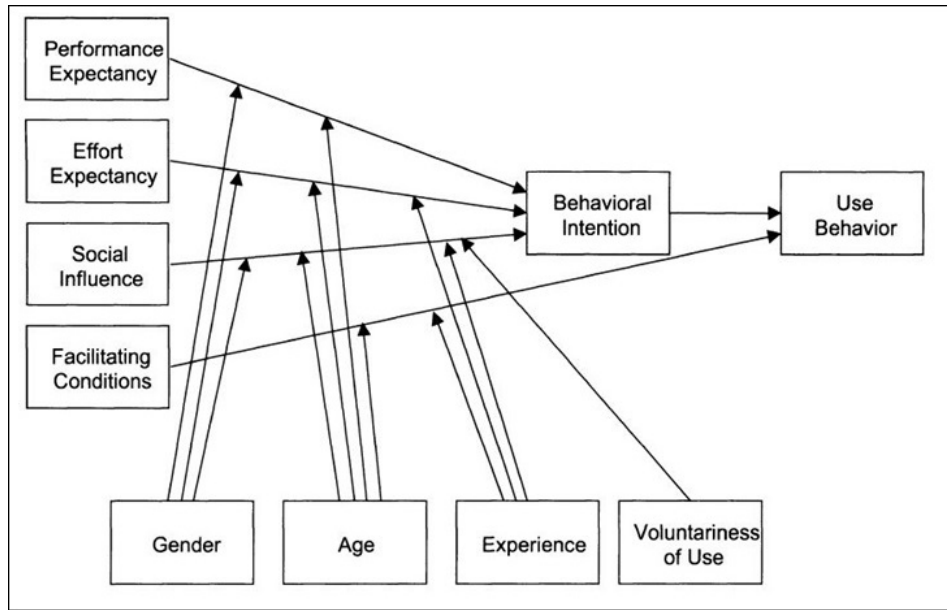 Performance
Expectancy
Effort
Expectancy
Social
Influence
Facilitating
Conditions
Behavioral
Intention
Use
Behavior
Gender
Age
Experience
Voluntariness
of Use